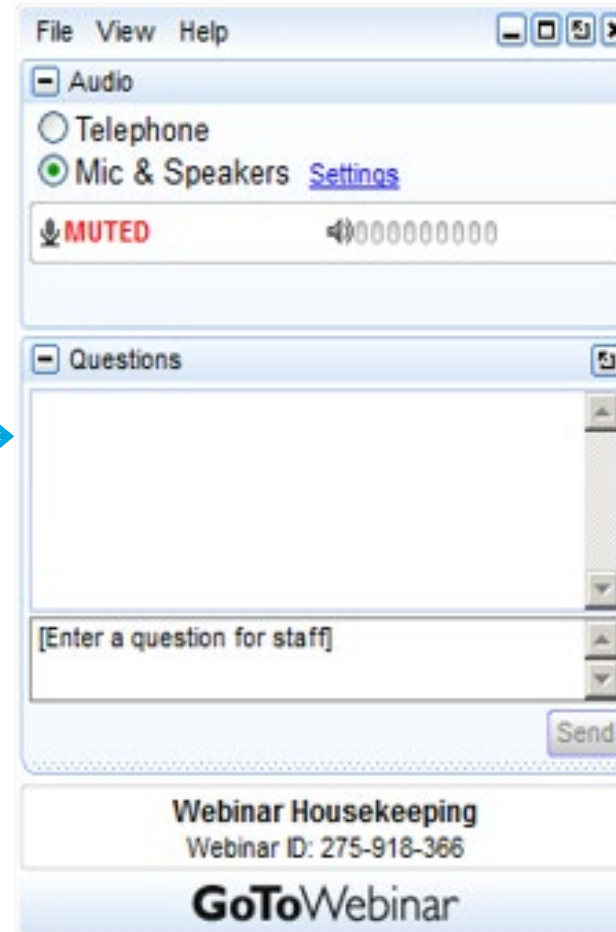 File View Help
Audio
Telephone
Mic & Speakers Settings
MUTED 000000000
Questions
[Enter a question for staff]
Send
Webinar Housekeeping
Webinar ID: 275-918-366
GoToWebinar